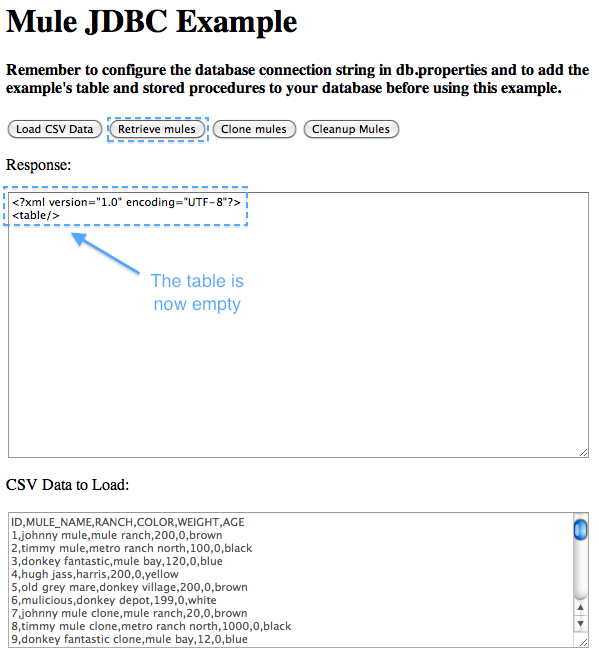 Mule JDBC Example
Remember to configure the database connection string in db.properties and to add the
example's table and stored procedures to your database before using this example.
Load CSV Data Retrieve mules Clone mules Cleanup Mules
Response:
<?xml version="1.0" encoding="UTF-8"?>
<table/>
The table is
now empty
CSV Data to Load:
ID,MULE_NAME,RANCH,COLOR,WEIGHT,AGE
1,johnny mule,mule ranch,200,0,brown
2,timmy mule,metro ranch north,100,0,black
3,donkey fantastic,mule bay,120,0,blue
4,hugh jass,harris,200,0,yellow
5,old grey mare,donkey village,200,0,brown
6,mulicious,donkey depot,199,0,white
7,johnny mule clone,mule ranch,20,0,brown
8,timmy mule clone,metro ranch north,1000,0,black
9,donkey fantastic clone,mule bay,12,0,blue